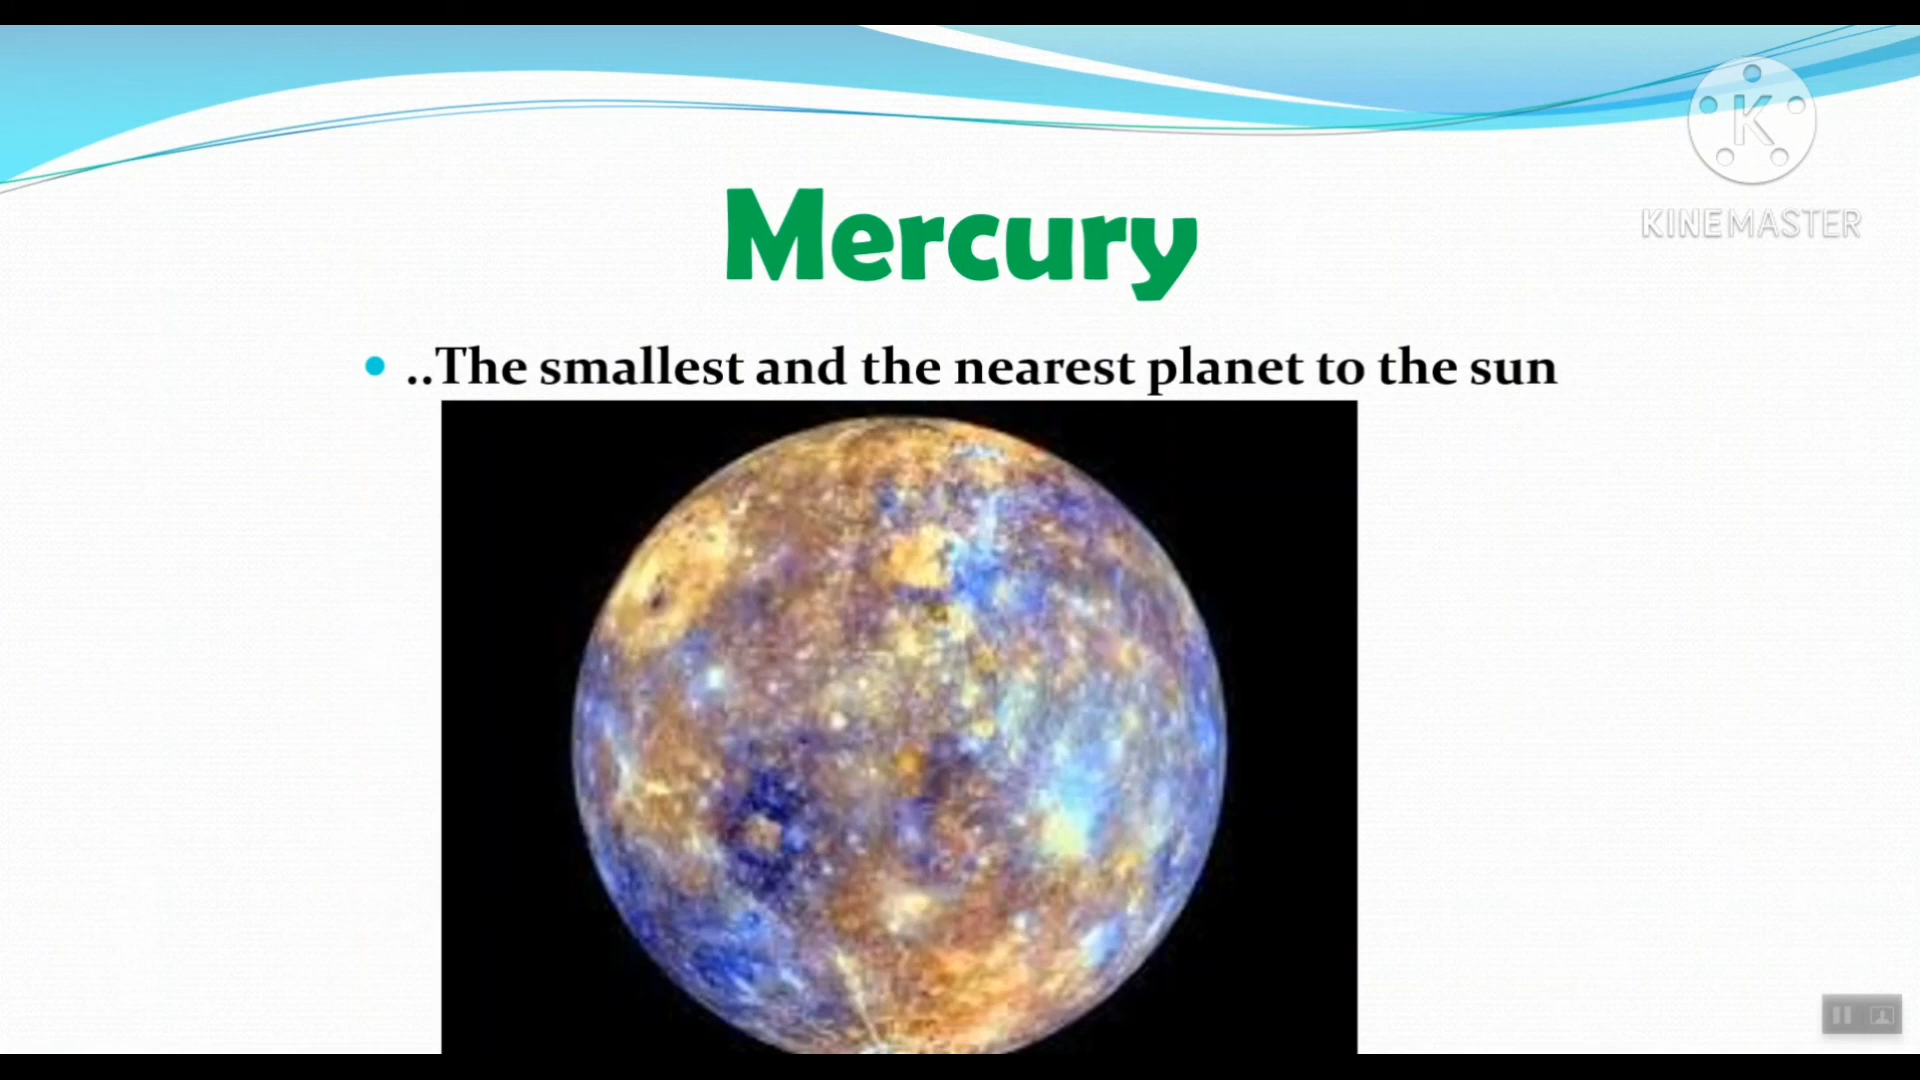 K
KINEMASTER
Mercury
..The smallest and the nearest planet to the sun